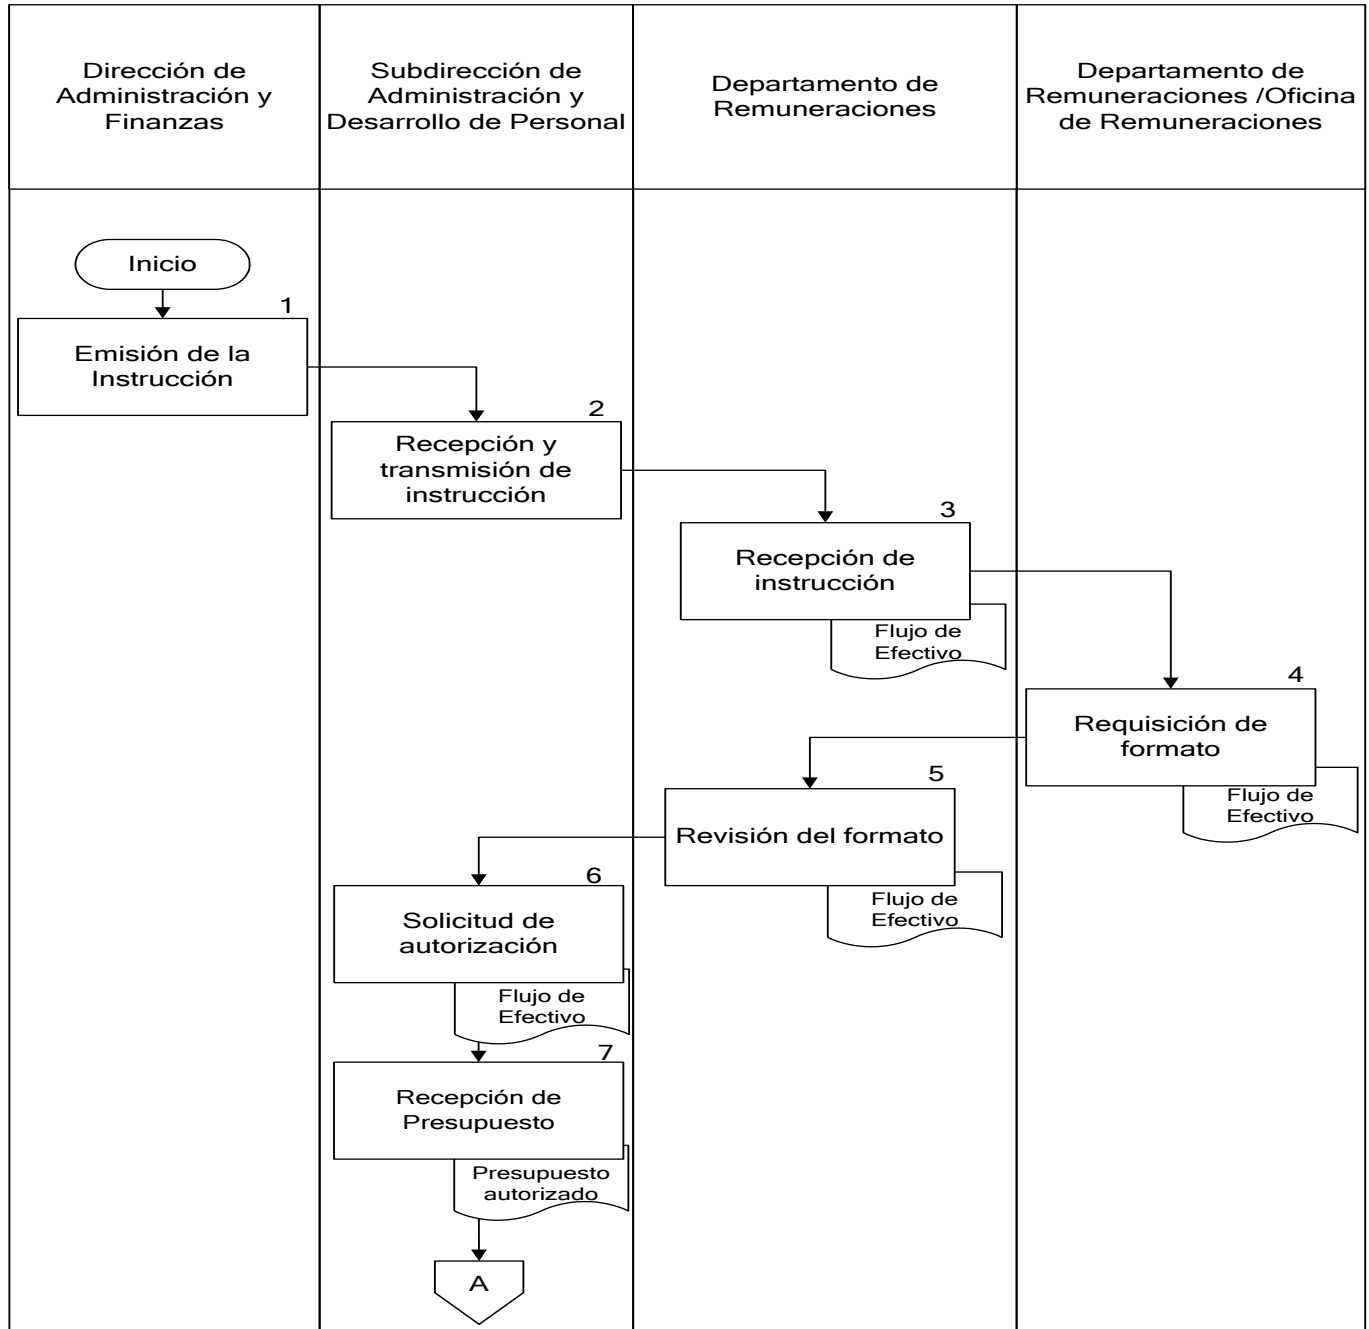 Dirección de
Administración y
Finanzas
Subdirección de
Administración y
Desarrollo de Personal
Departamento de
Remuneraciones
Departamento de
Remuneraciones /Oficina
de Remuneraciones
Inicio
1
Emisión de la
Instrucción
2
Recepción y
transmisión de
instrucción
3
Recepción de
instrucción
Flujo de
Efectivo
4
Requisición de
formato
Flujo de
Efectivo
5
Revisión del formato
Flujo de
Efectivo
6
Solicitud de
autorización
Flujo de
Efectivo
7
Recepción de
Presupuesto
Presupuesto
autorizado
A